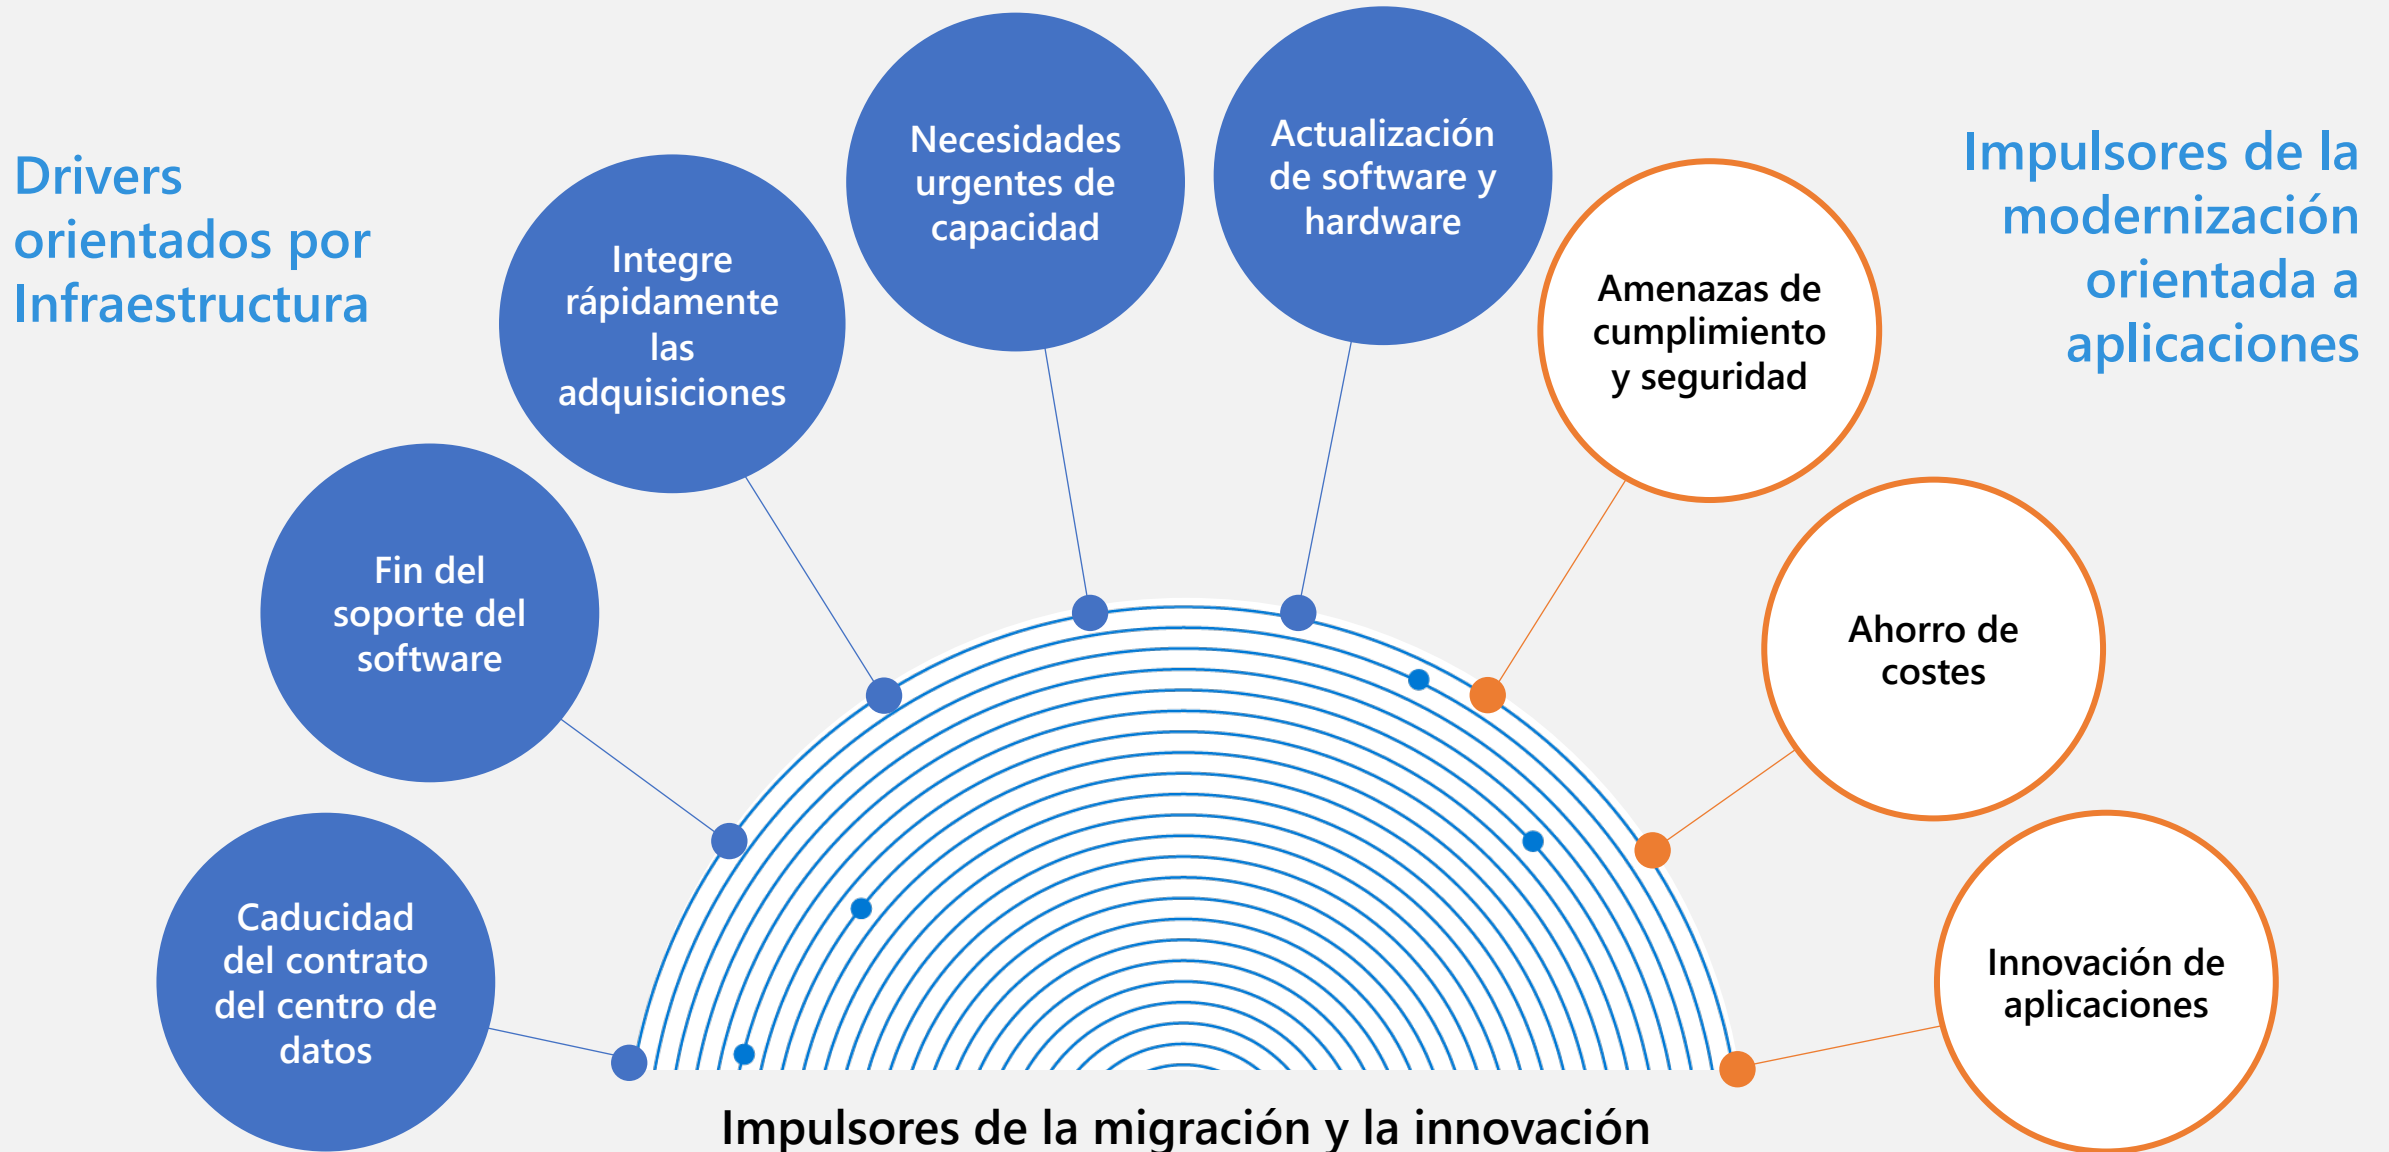 Drivers
orientados por
Infraestructura
Caducidad
del contrato
del centro de
datos
Fin del
soporte del
software
Integre
rápidamente
las
adquisiciones
Necesidades
urgentes de
capacidad
Actualización
de software y
hardware
Amenazas de
cumplimiento
y seguridad
Ahorro de
costes
Innovación de
aplicaciones
Impulsores de la
modernización
orientada a
aplicaciones
Impulsores de la migración y la innovación